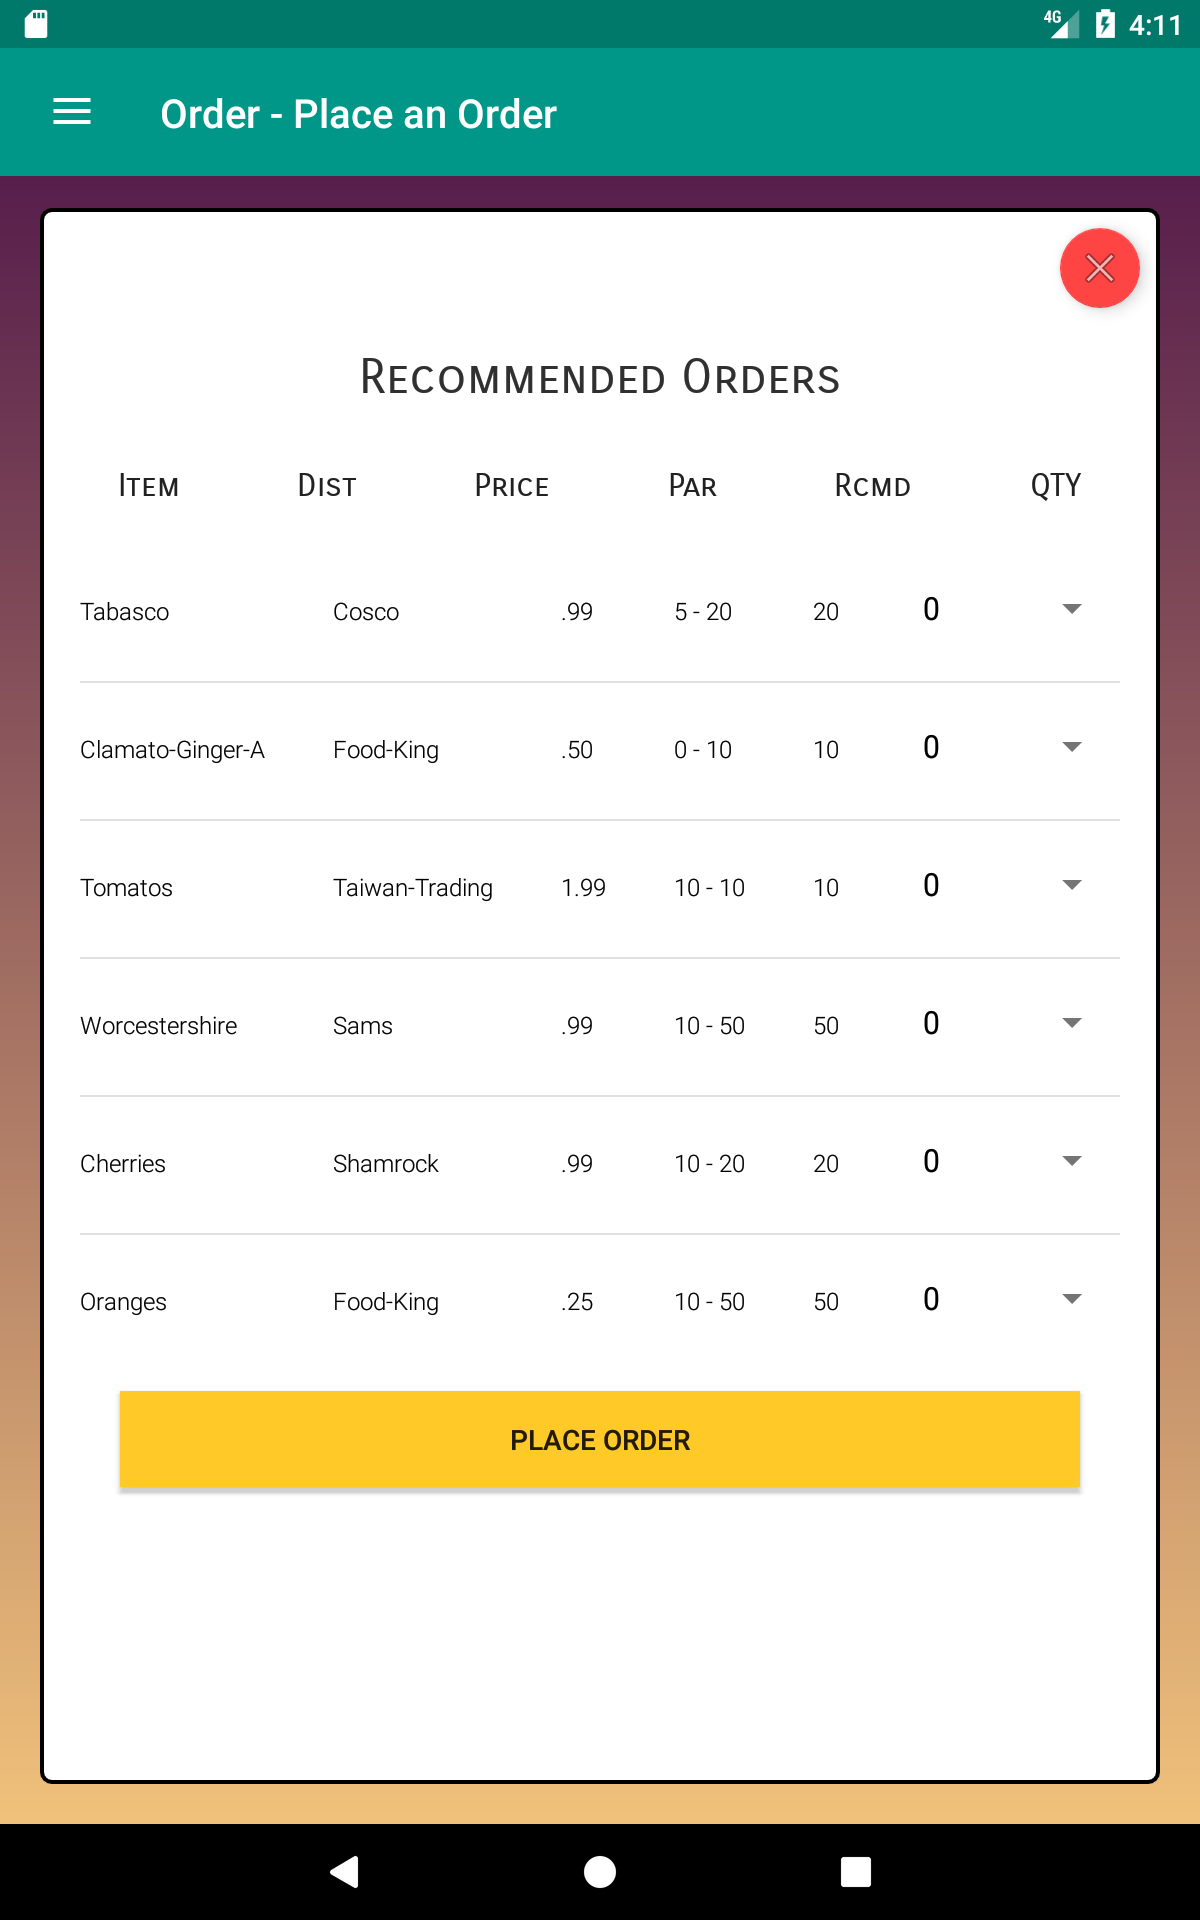 4G 4:11
Order - Place an Order
Recommended Orders
Item Dist Price Par Rcmd QTY
Tabasco Cosco .99 5 - 20 20 0
Clamato-Ginger-A Food-King .50 0 - 10 10 0
Tomatos Taiwan-Trading 1.99 10 - 10 10 0
Worcestershire Sams .99 10 - 50 50 0
Cherries Shamrock .99 10 - 20 20 0
Oranges Food-King .25 10 - 50 50 0
PLACE ORDER